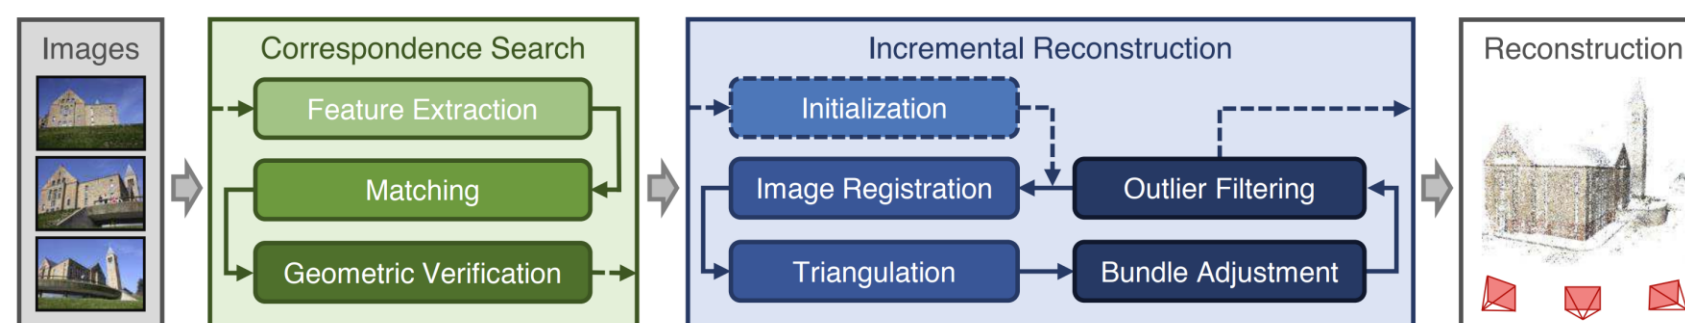 Images
Correspondence Search
Feature Extraction
Matching
Geometric Verification
Incremental Reconstruction
Initialization
Image Registration
Triangulation
Outlier Filtering
Bundle Adjustment
Reconstruction